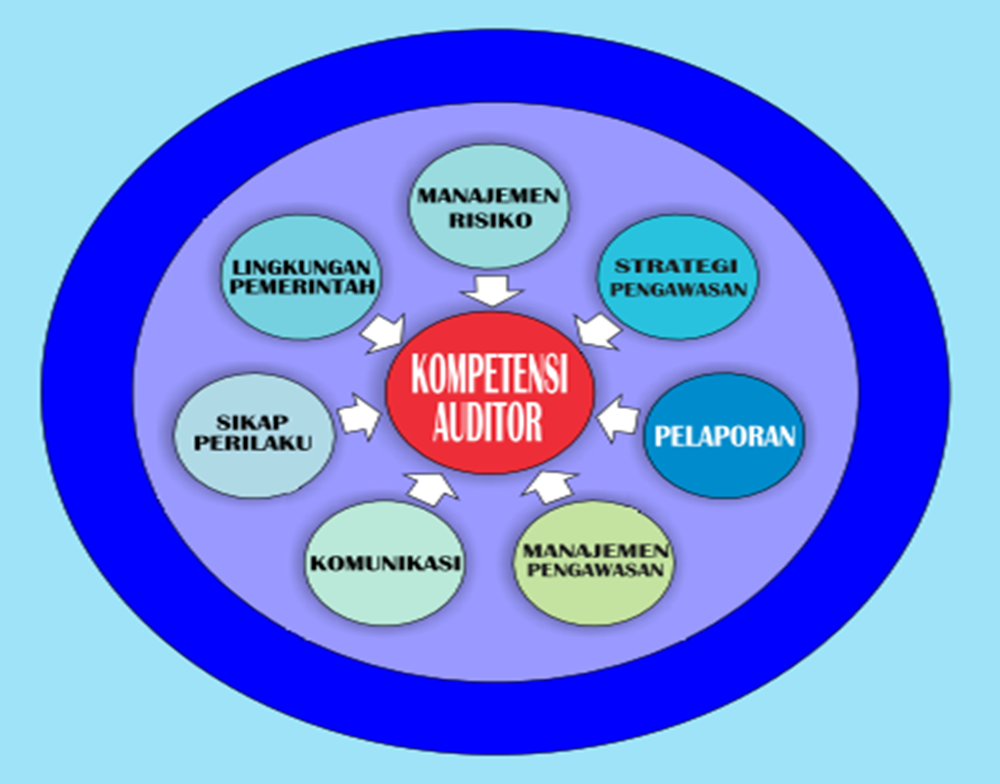 MANAJEMEN
RISIKO
LINGKUNGAN
PEMERINTAH
STRATEGI
PENGAWASAN
KOMPETENSI
AUDITOR
SIKAP
PERILAKU
PELAPORAN
KOMUNIKASI
MANAJEMEN
PENGAWASAN